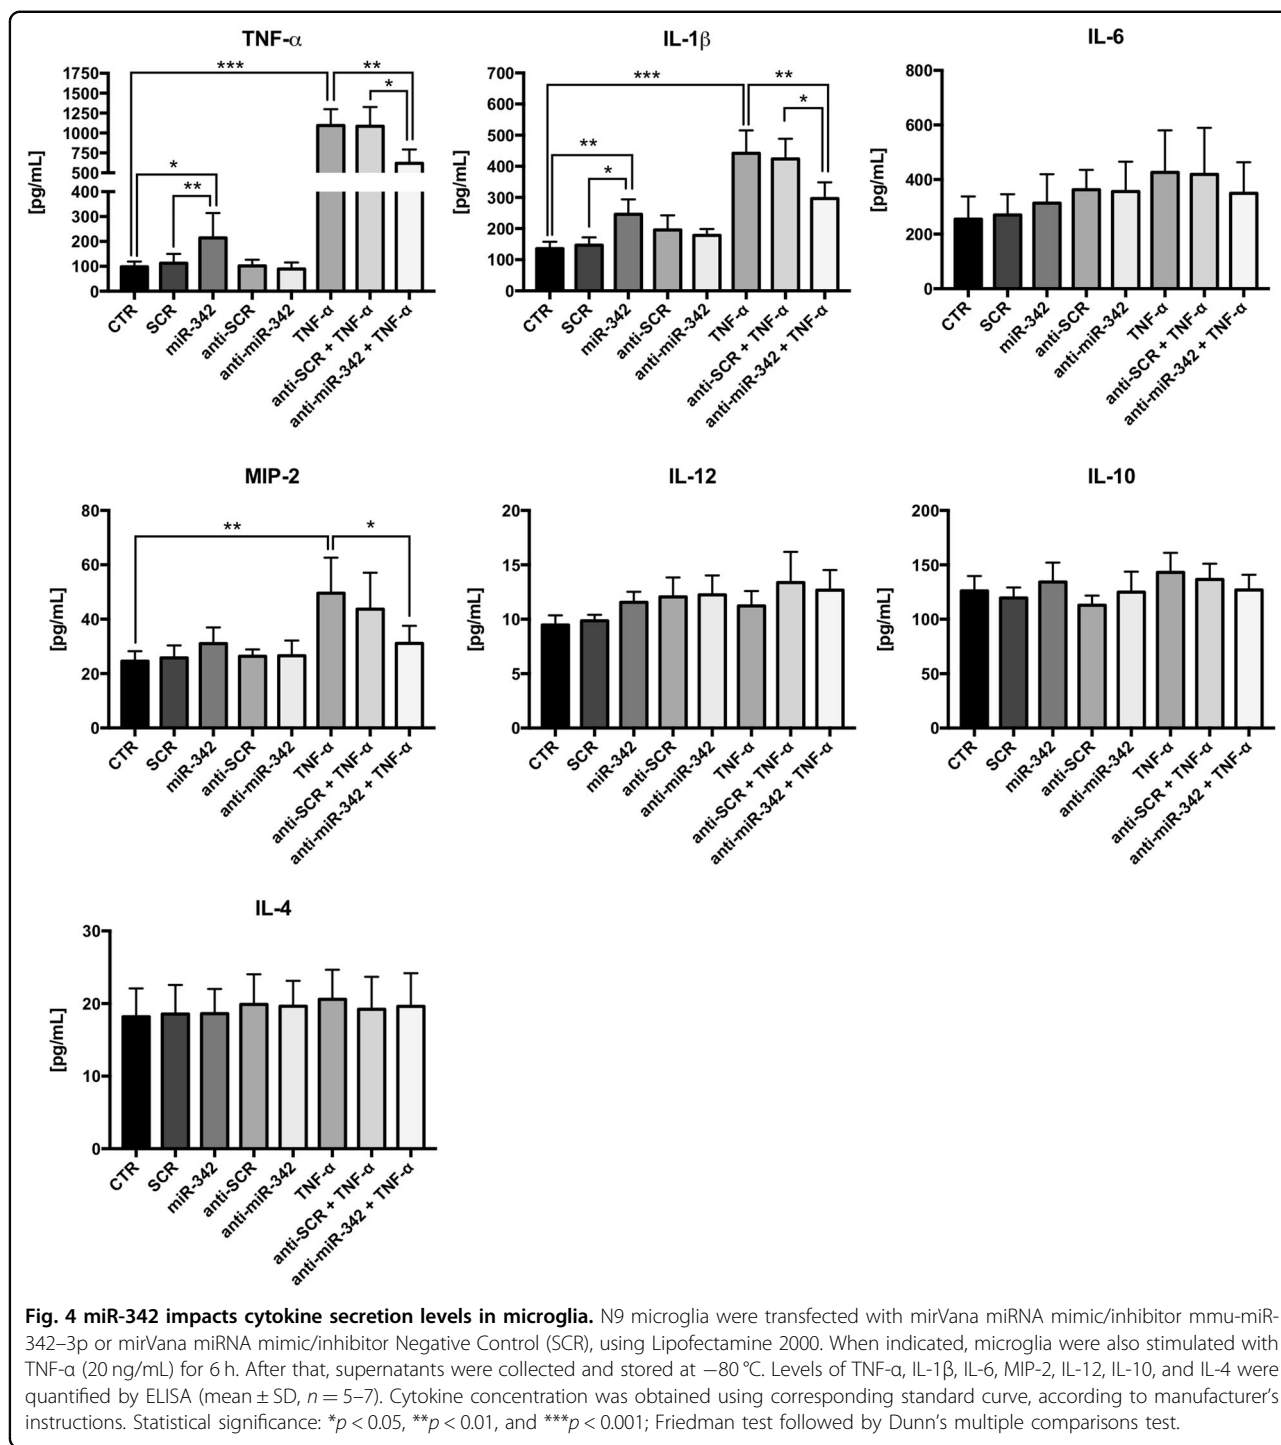 TNF-α
[pg/mL]
1750
1500
1250
1000
750
500
400
300
200
100
0
***
**
*
*
**
CTR
SCR
miR-342
anti-SCR
anti-miR-342
TNF-α
anti-SCR + TNF-α
anti-miR-342 + TNF-α
IL-1β
[pg/mL]
700
600
500
400
300
200
100
0
***
**
*
**
*
CTR
SCR
miR-342
anti-SCR
anti-miR-342
TNF-α
anti-SCR + TNF-α
anti-miR-342 + TNF-α
IL-6
[pg/mL]
800
600
400
200
0
CTR
SCR
miR-342
anti-SCR
anti-miR-342
TNF-α
anti-SCR + TNF-α
anti-miR-342 + TNF-α
MIP-2
[pg/mL]
80
60
40
20
0
**
*
CTR
SCR
miR-342
anti-SCR
anti-miR-342
TNF-α
anti-SCR + TNF-α
anti-miR-342 + TNF-α
IL-12
[pg/mL]
20
15
10
5
0
CTR
SCR
miR-342
anti-SCR
anti-miR-342
TNF-α
anti-SCR + TNF-α
anti-miR-342 + TNF-α
IL-10
[pg/mL]
200
150
100
50
0
CTR
SCR
miR-342
anti-SCR
anti-miR-342
TNF-α
anti-SCR + TNF-α
anti-miR-342 + TNF-α
IL-4
[pg/mL]
30
20
10
0
CTR
SCR
miR-342
anti-SCR
anti-miR-342
TNF-α
anti-SCR + TNF-α
anti-miR-342 + TNF-α
Fig. 4 miR-342 impacts cytokine secretion levels in microglia. N9 microglia were transfected with mirVana miRNA mimic/inhibitor mmu-miR-
342–3p or mirVana miRNA mimic/inhibitor Negative Control (SCR), using Lipofectamine 2000. When indicated, microglia were also stimulated with
TNF-α (20 ng/mL) for 6 h. After that, supernatants were collected and stored at −80 °C. Levels of TNF-α, IL-1β, IL-6, MIP-2, IL-12, IL-10, and IL-4 were
quantified by ELISA (mean ± SD, n = 5–7). Cytokine concentration was obtained using corresponding standard curve, according to manufacturer's
instructions. Statistical significance: *p < 0.05, **p < 0.01, and ***p < 0.001; Friedman test followed by Dunn's multiple comparisons test.